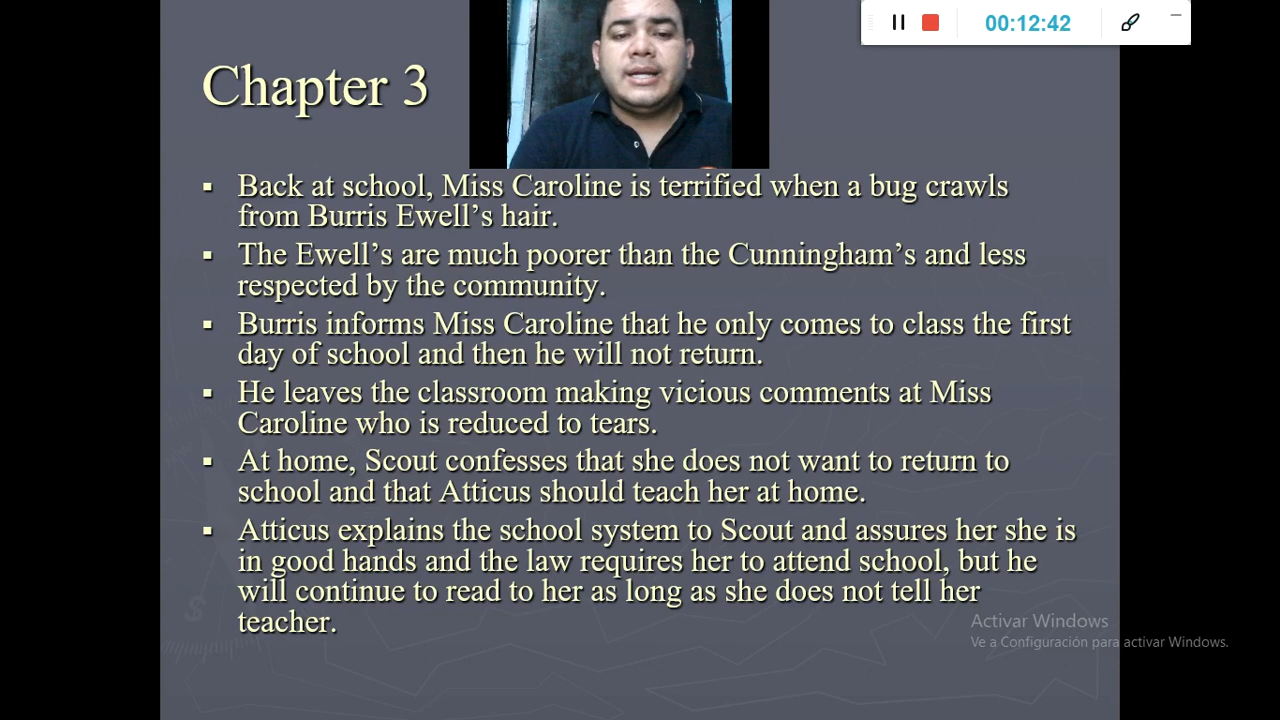 00:12:42
Chapter 3
▪ Back at school, Miss Caroline is terrified when a bug crawls
from Burris Ewell’s hair.
▪ The Ewell’s are much poorer than the Cunningham’s and less
respected by the community.
▪ Burris informs Miss Caroline that he only comes to class the first
day of school and then he will not return.
▪ He leaves the classroom making vicious comments at Miss
Caroline who is reduced to tears.
▪ At home, Scout confesses that she does not want to return to
school and that Atticus should teach her at home.
▪ Atticus explains the school system to Scout and assures her she is
in good hands and the law requires her to attend school, but he
will continue to read to her as long as she does not tell her
teacher.
Activar Windows
Ve a Configuración para activar Windows.